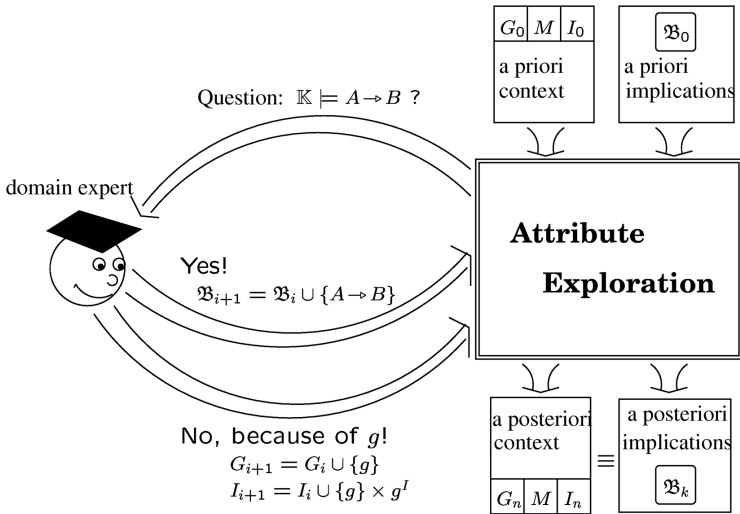 G₀ M I₀
a priori
context
𝔅₀
a priori
implications
Question: 𝕂 ⊨ A→B ?
domain expert
Attribute
Exploration
Yes!
𝔅ᵢ₊₁ = 𝔅ᵢ ∪ {A→B}
No, because of g!
Gᵢ₊₁ = Gᵢ ∪ {g}
Iᵢ₊₁ = Iᵢ ∪ {g} × gᴵ
a posteriori
context
Gₙ M Iₙ
≡
a posteriori
implications
𝔅ₖ